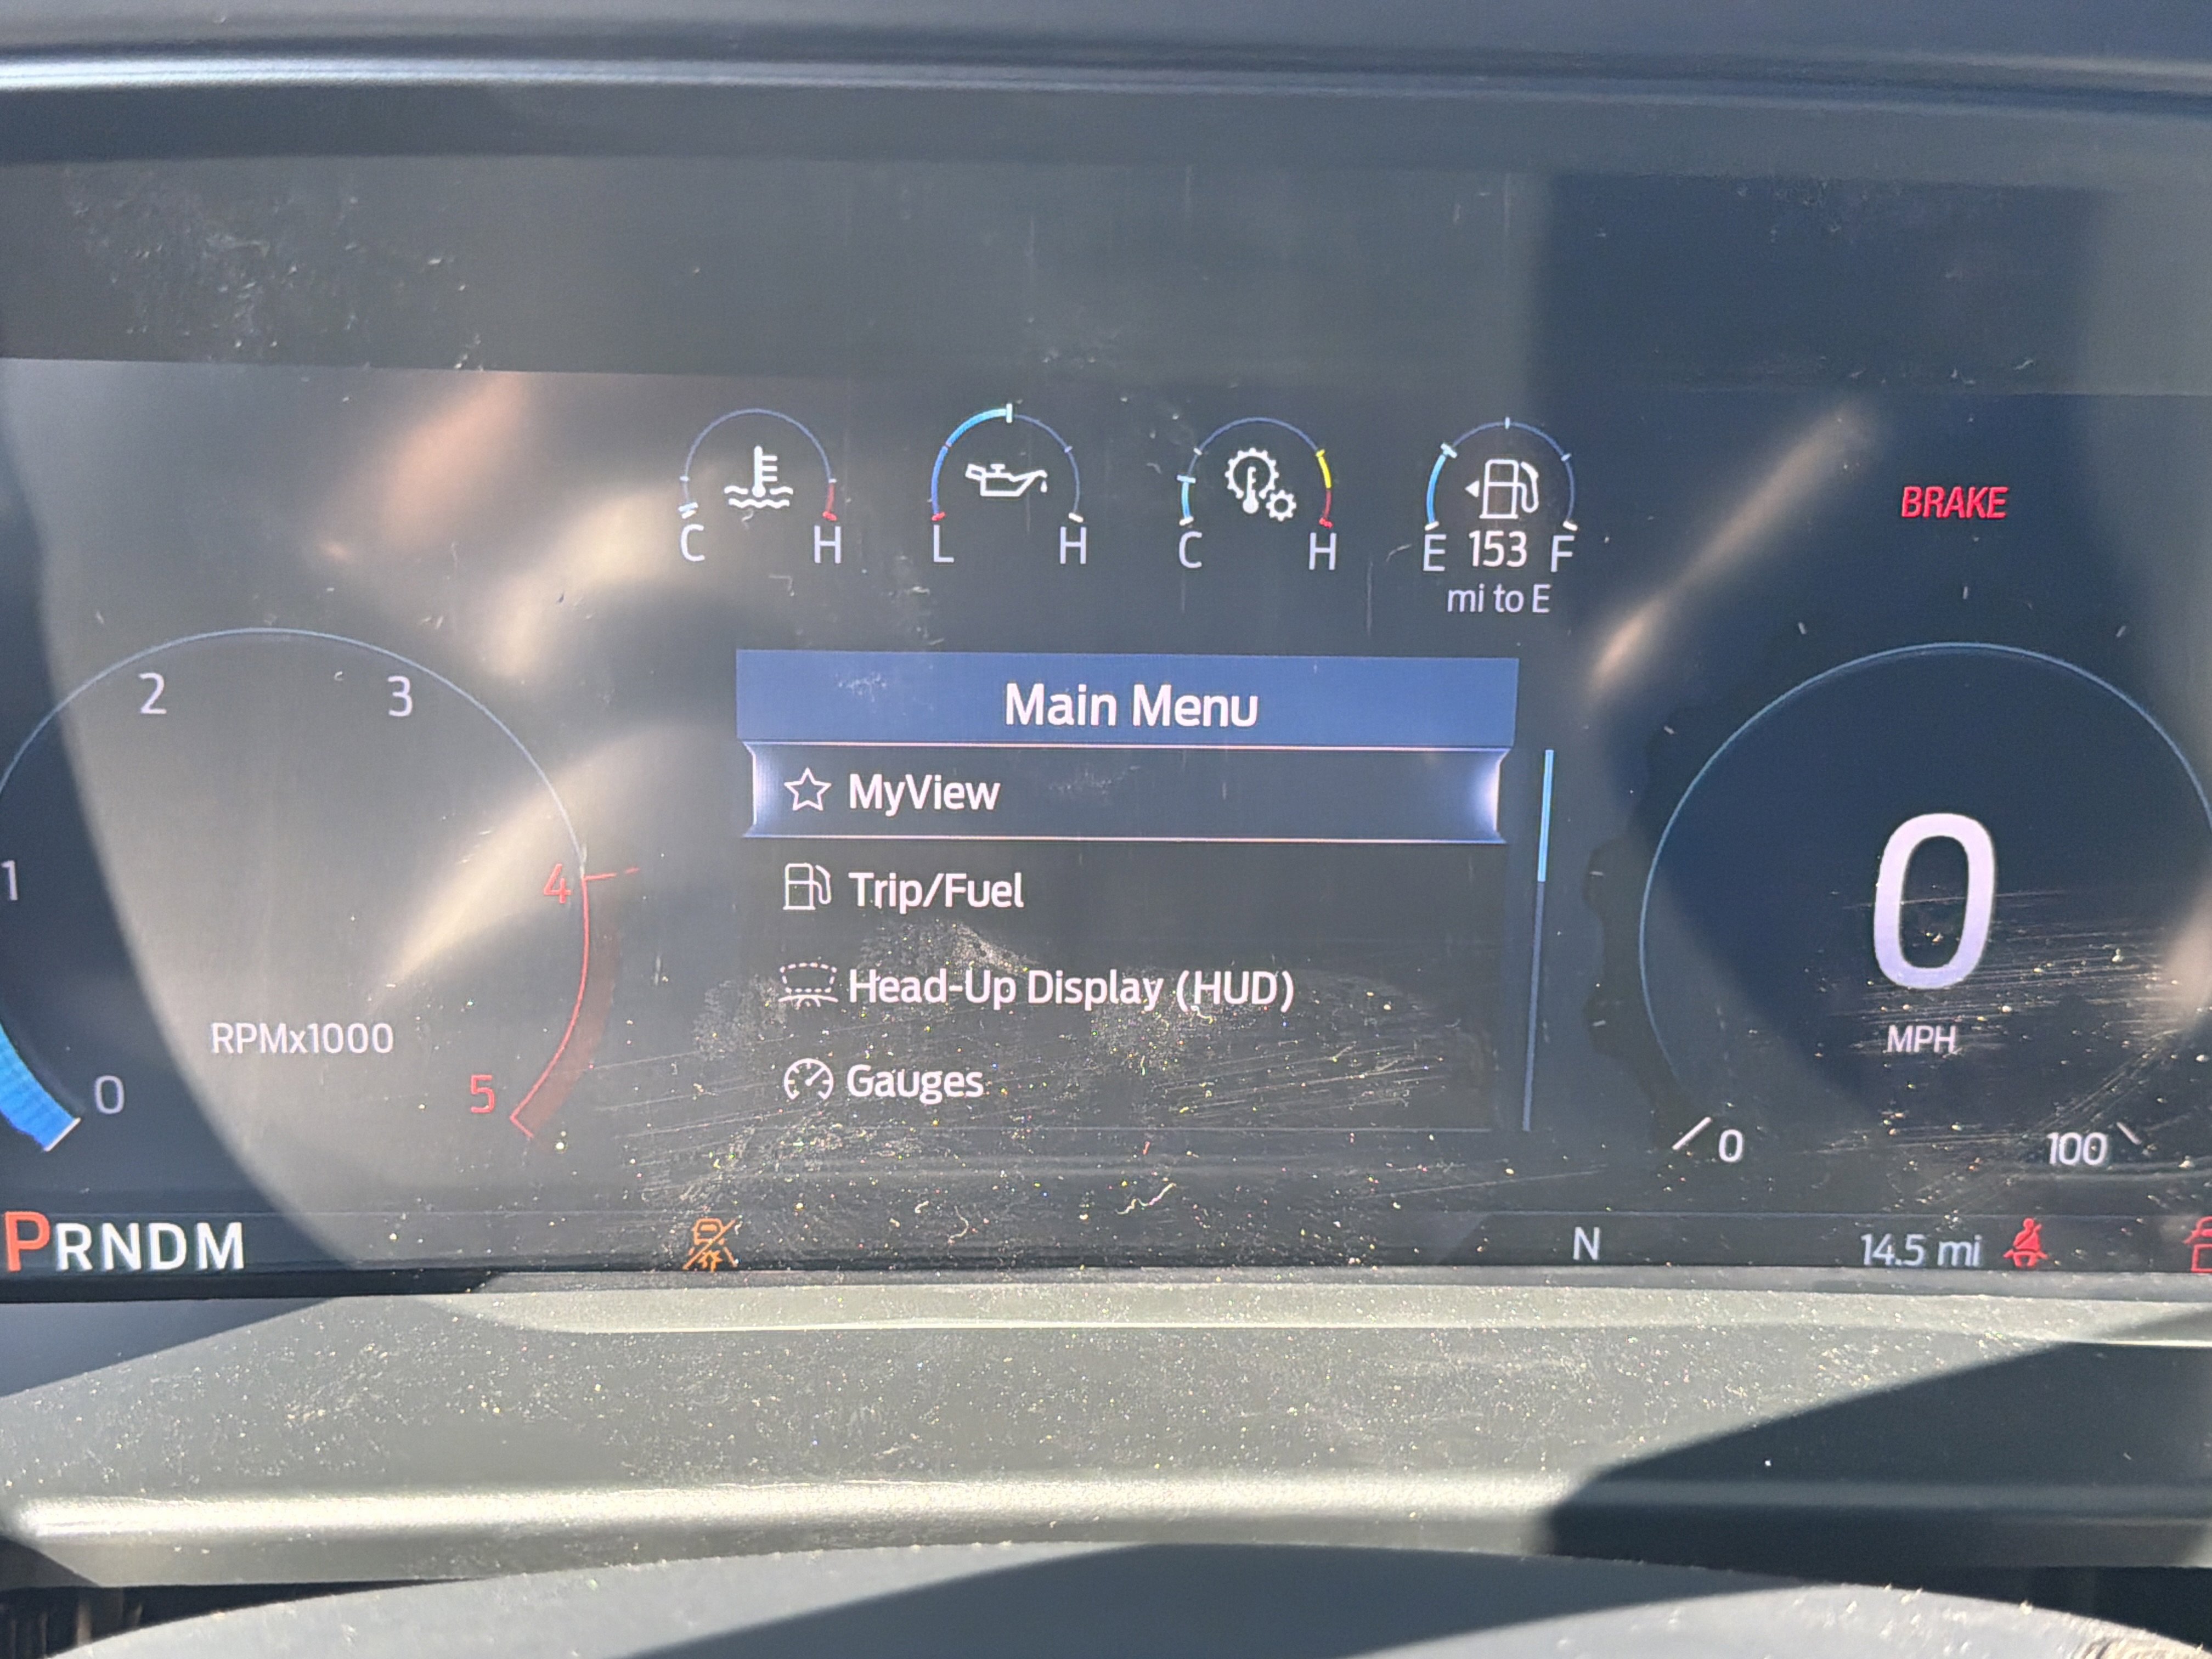 C H L H C H E 153 F
mi to E
BRAKE
Main Menu
MyView
Trip/Fuel
Head-Up Display (HUD)
Gauges
0 1 2 3 4 5
RPMx1000
0
MPH
0 100
PRNDM
N
14.5 mi